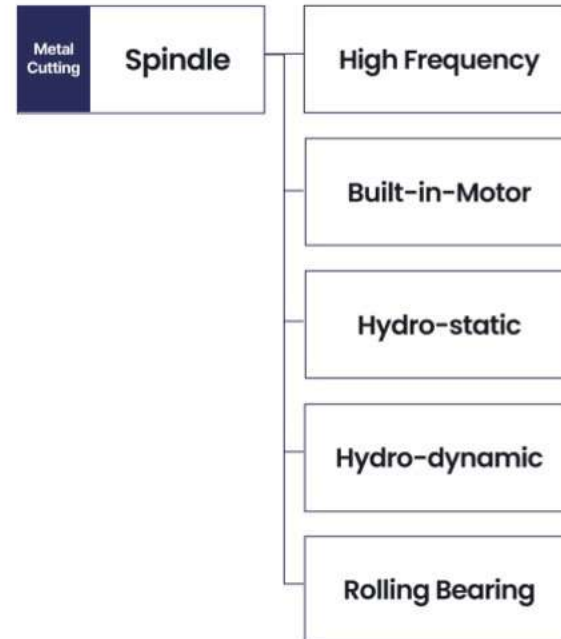 Metal
Cutting
Spindle
High Frequency
Built-in-Motor
Hydro-static
Hydro-dynamic
Rolling Bearing